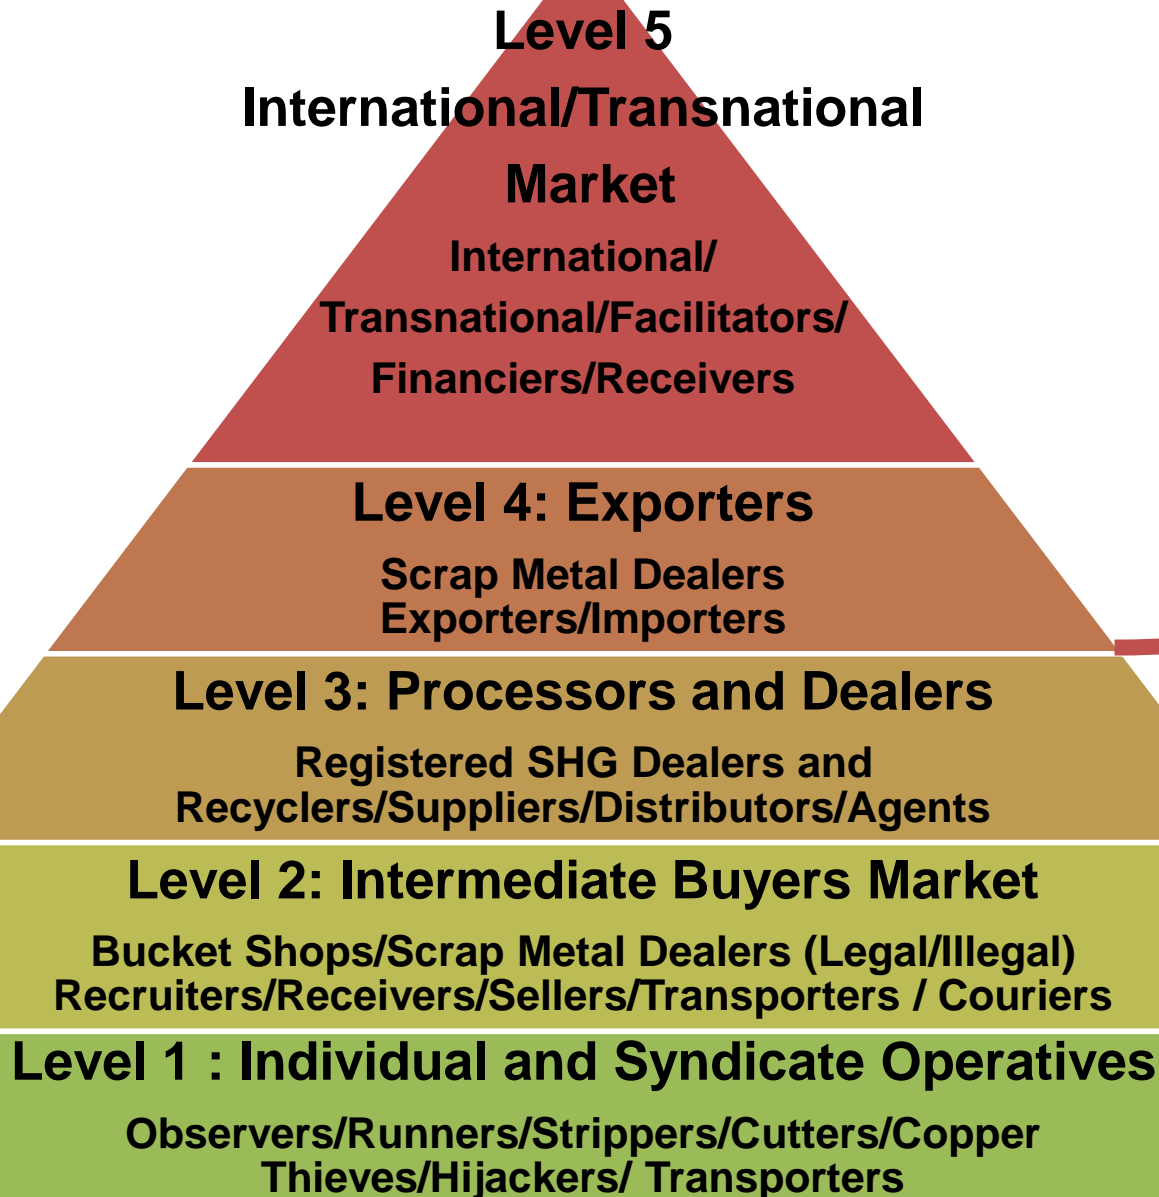 Level 5
International/Transnational
Market
International/
Transnational/Facilitators/
Financiers/Receivers
Level 4: Exporters
Scrap Metal Dealers
Exporters/Importers
Level 3: Processors and Dealers
Registered SHG Dealers and
Recyclers/Suppliers/Distributors/Agents
Level 2: Intermediate Buyers Market
Bucket Shops/Scrap Metal Dealers (Legal/Illegal)
Recruiters/Receivers/Sellers/Transporters / Couriers
Level 1 : Individual and Syndicate Operatives
Observers/Runners/Strippers/Cutters/Copper
Thieves/Hijackers/ Transporters